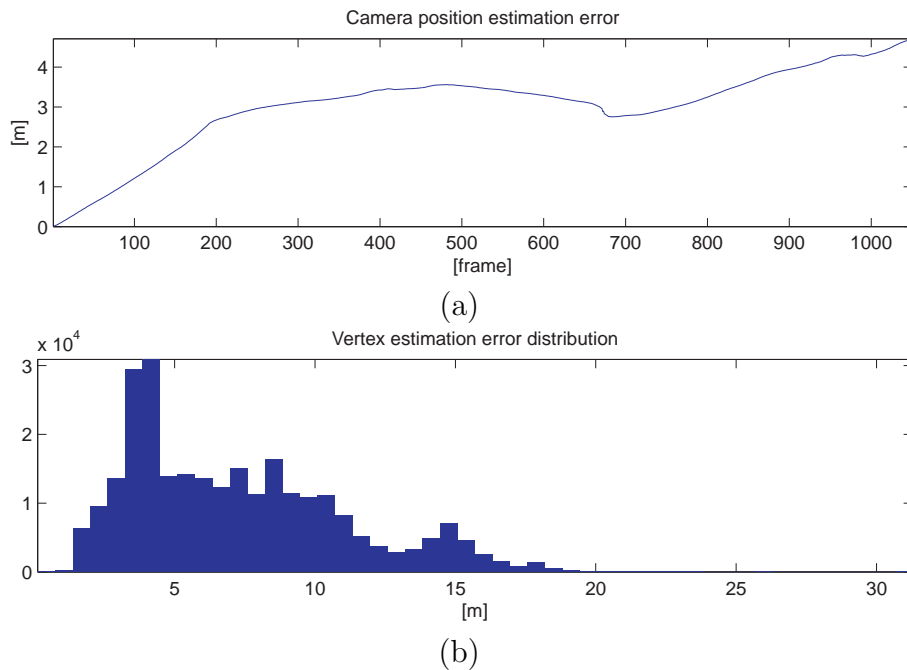 Camera position estimation error
4
3
2
1
0
[m]
100 200 300 400 500 600 700 800 900 1000
[frame]
(a)
x 10^4
Vertex estimation error distribution
3
2
1
0
5 10 15 20 25 30
[m]
(b)